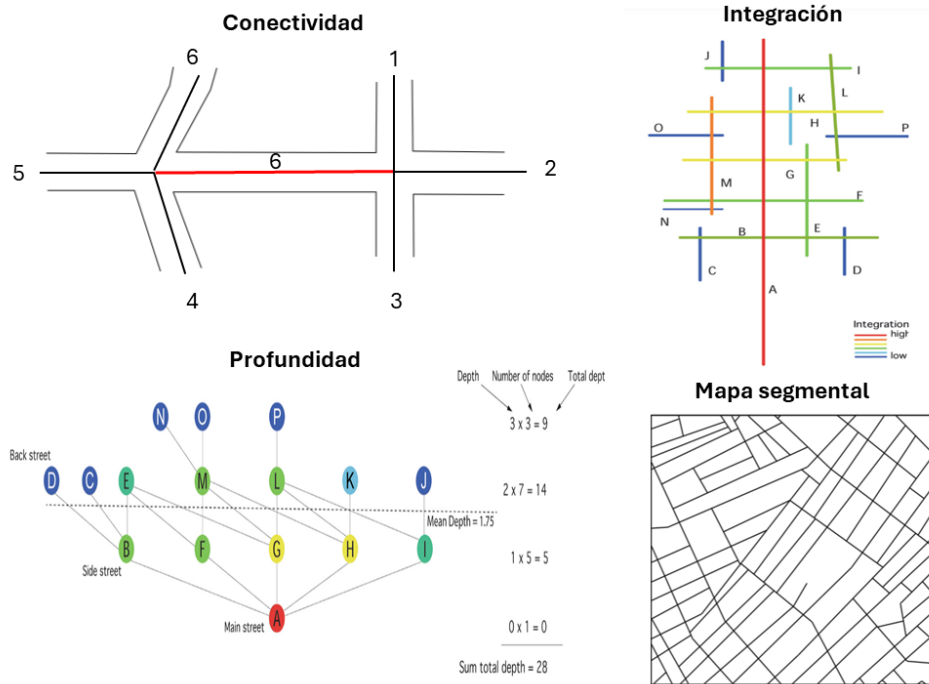 Conectividad
6
1
5
6
2
4
3
Integración
J
I
K
L
H
O
P
G
M
F
N
B
E
C
D
A
Integration
high
low
Profundidad
Depth
Number of nodes
Total dept
N
O
P
3 x 3 = 9
Back street
D
C
E
M
L
K
J
2 x 7 = 14
Mean Depth = 1.75
B
F
G
H
I
Side street
1 x 5 = 5
A
Main street
0 x 1 = 0
Sum total depth = 28
Mapa segmental